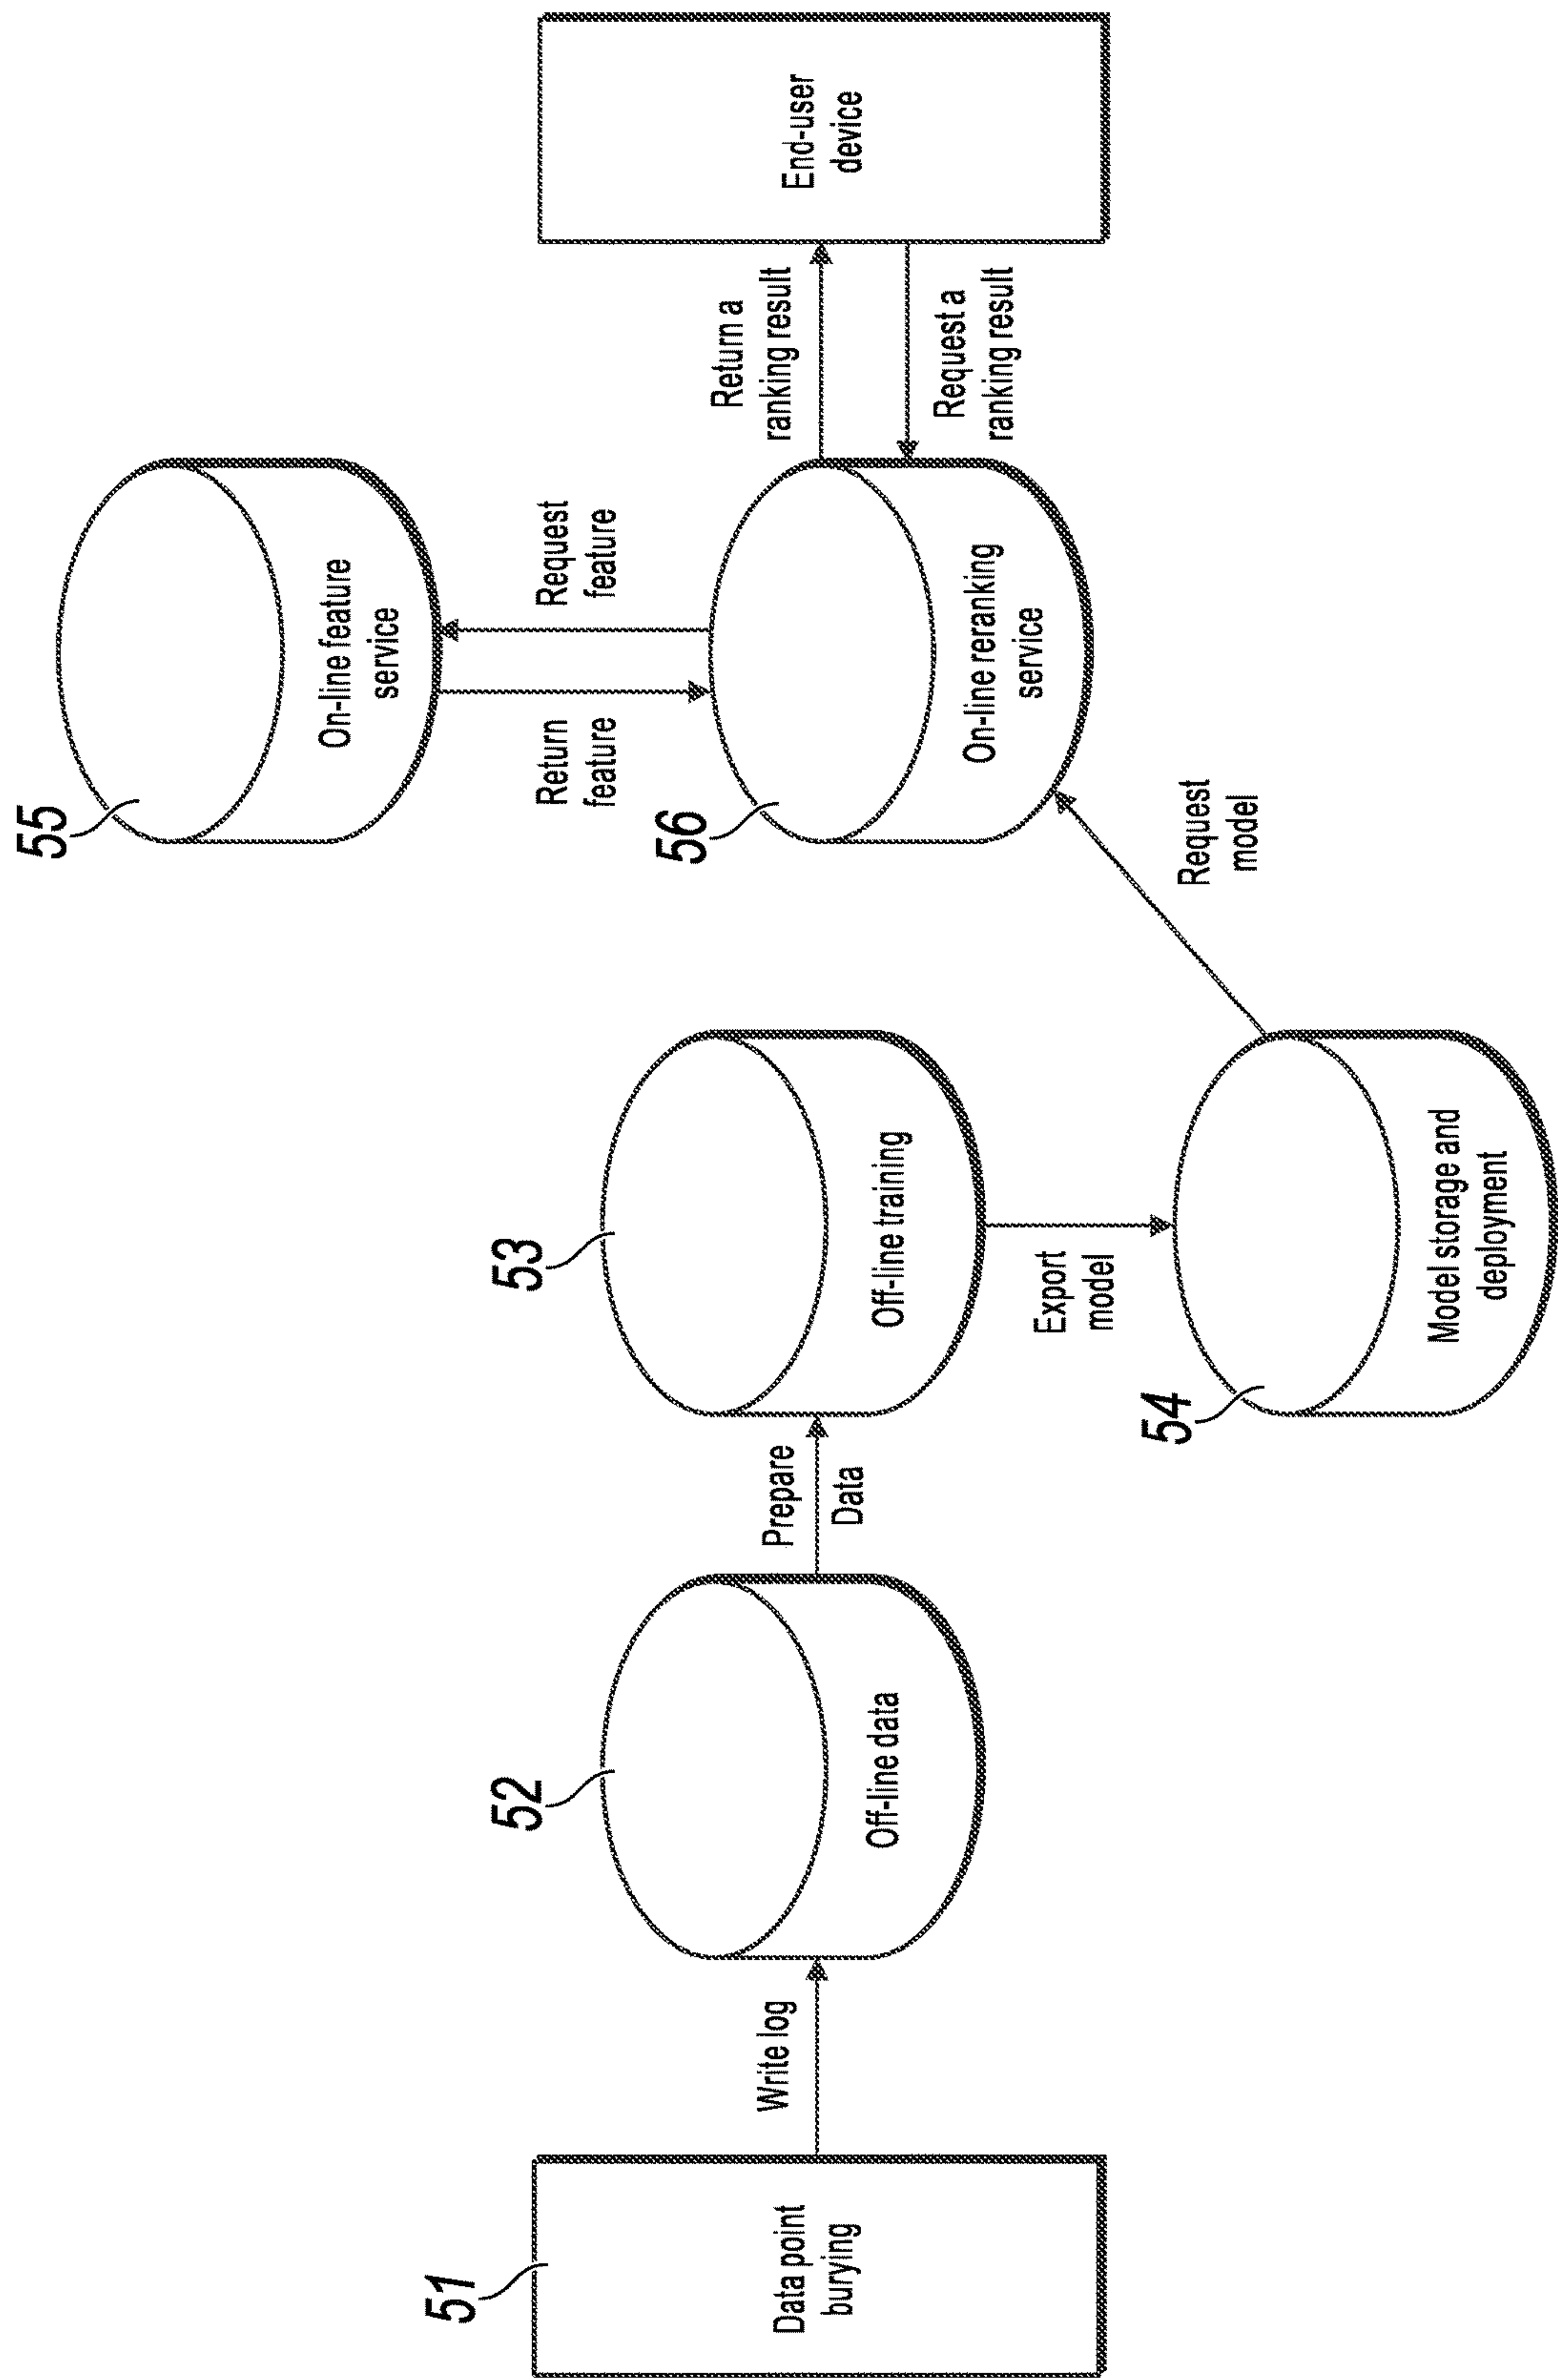 51
Data point
burying
Write log
52
Off-line data
Prepare
Data
53
Off-line training
Export
model
54
Model storage and
deployment
Request
model
55
On-line feature
service
Return
feature
Request
feature
56
On-line reranking
service
Return a
ranking result
Request a
ranking result
End-user
device